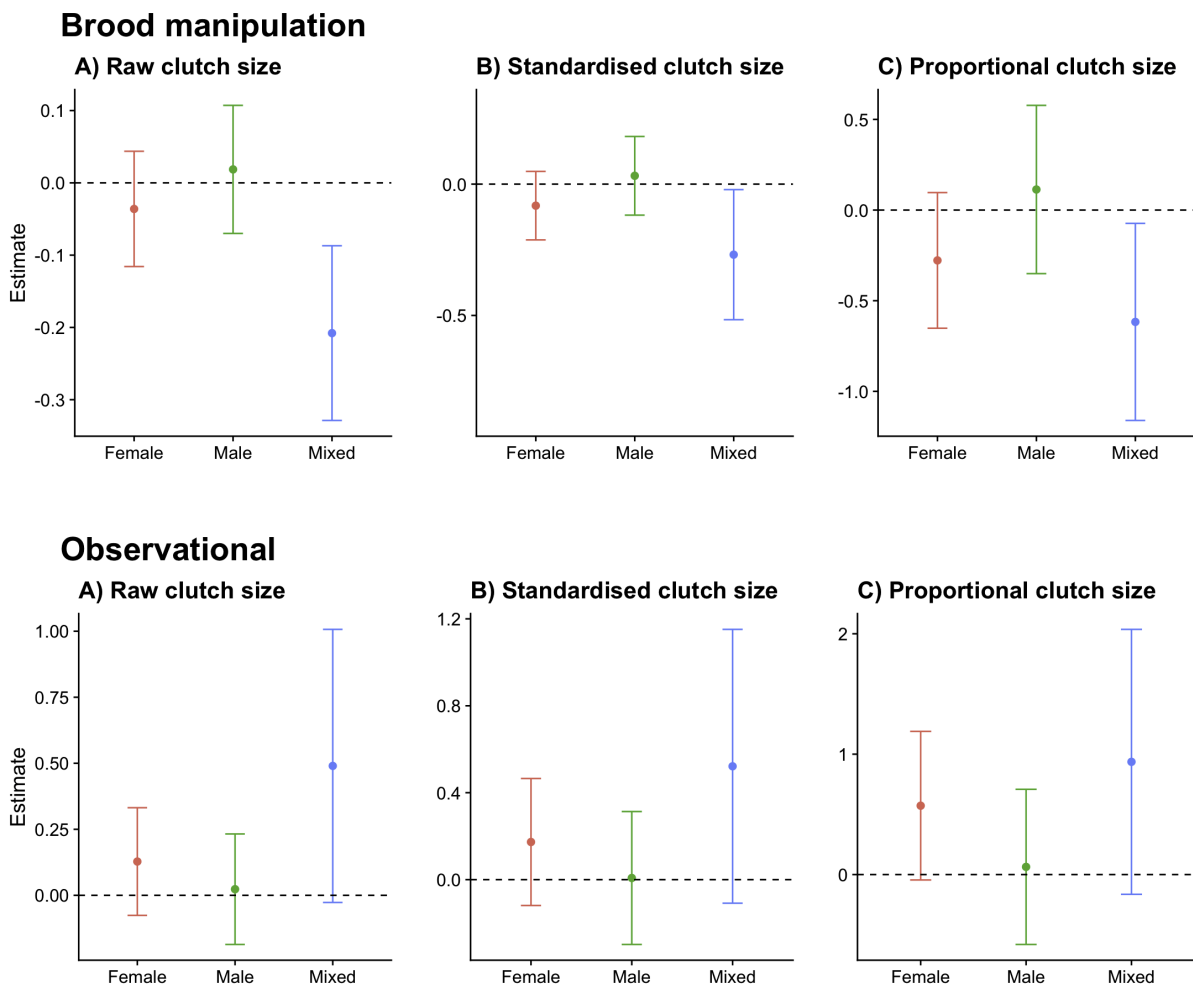 Brood manipulation
A) Raw clutch size
B) Standardised clutch size
C) Proportional clutch size
Estimate
0.1
0.0
-0.1
-0.2
-0.3
Female Male Mixed
0.0
-0.5
Female Male Mixed
0.5
0.0
-0.5
-1.0
Female Male Mixed
Observational
A) Raw clutch size
B) Standardised clutch size
C) Proportional clutch size
Estimate
1.00
0.75
0.50
0.25
0.00
Female Male Mixed
1.2
0.8
0.4
0.0
Female Male Mixed
2
1
0
Female Male Mixed